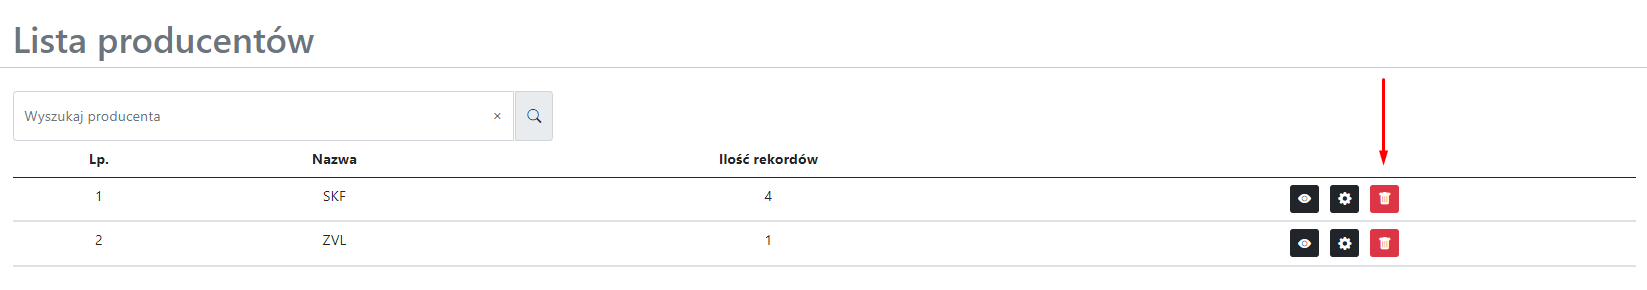 Lista producentów
Wyszukaj producenta ×
Lp. Nazwa Ilość rekordów
1 SKF 4
2 ZVL 1